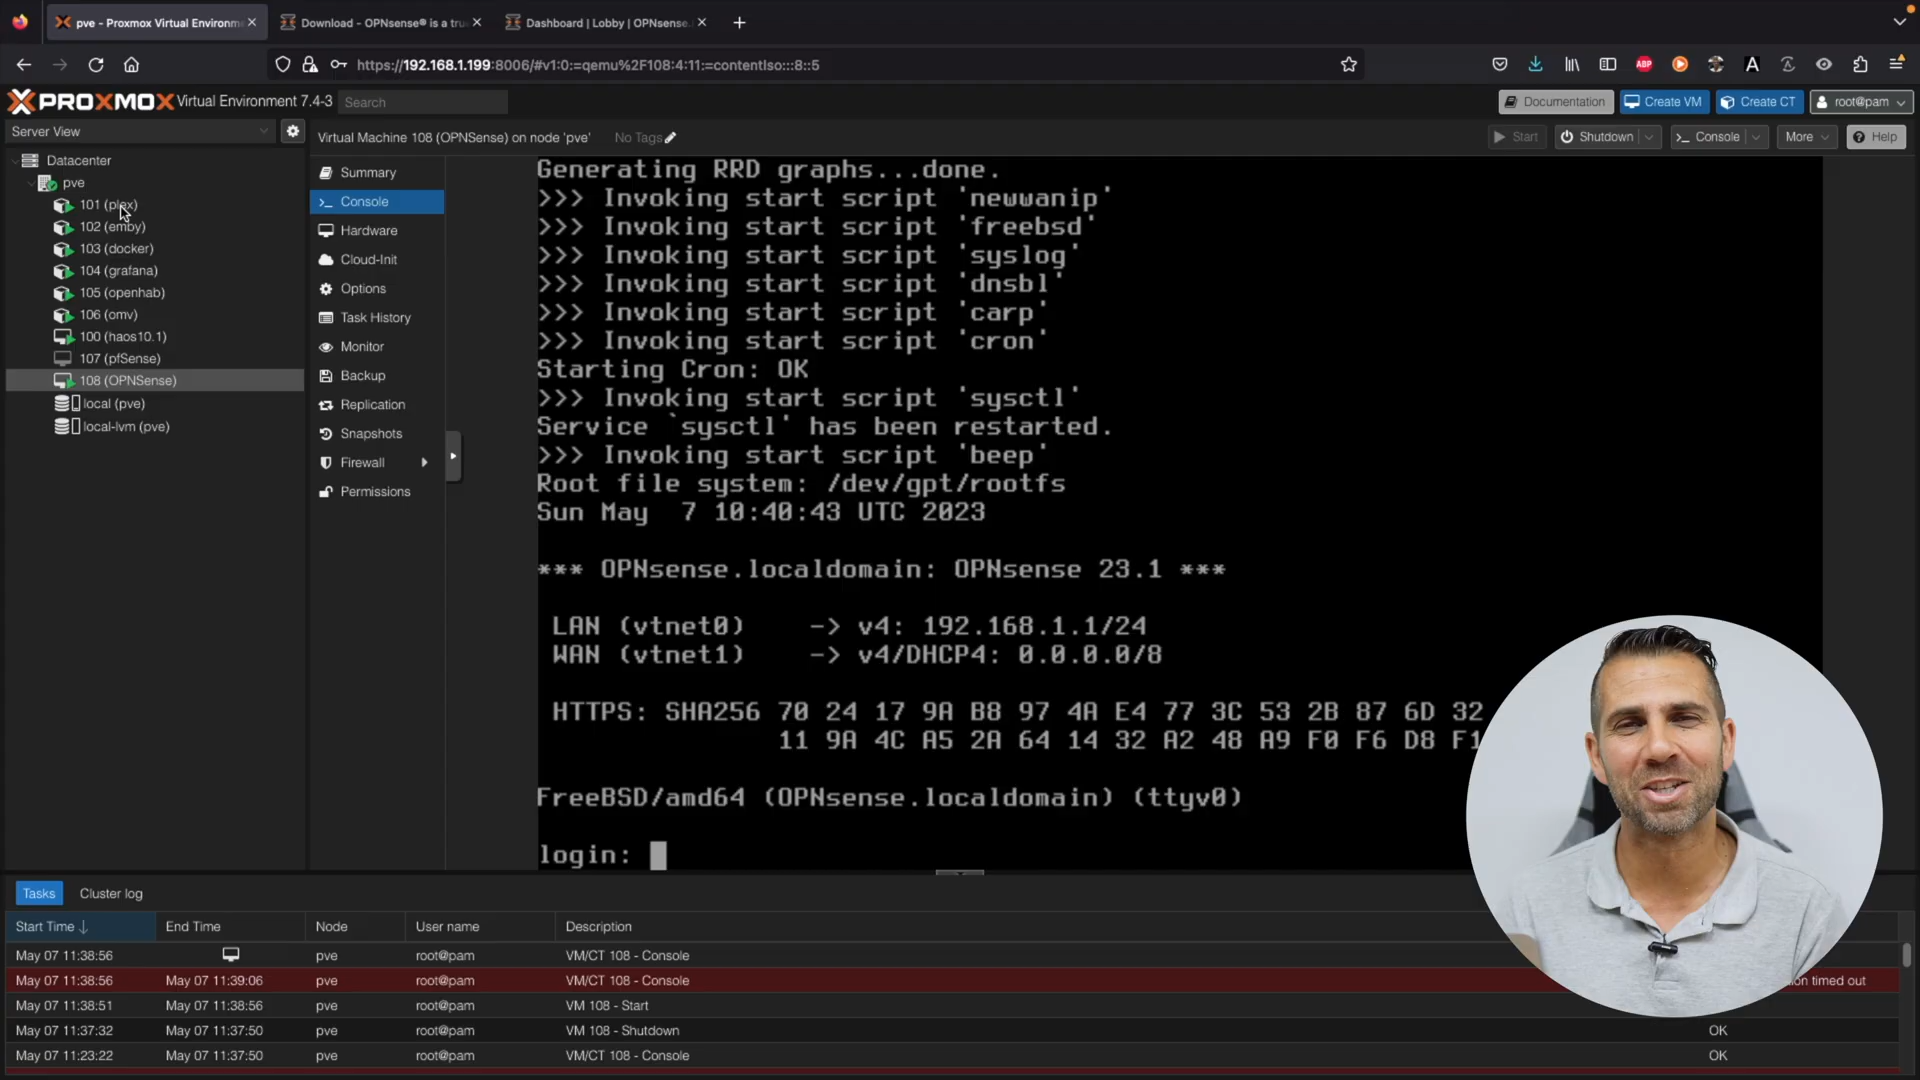 pve - Proxmox Virtual Environm
Download - OPNsense® is a tru
Dashboard | Lobby | OPNsense.
https://192.168.1.199:8006/#v1:0:=qemu%2F108:4:11:=contentIso:::8::5
ABP
A
PROXMOX Virtual Environment 7.4-3
Search
Documentation
Create VM
Create CT
root@pam
Server View
Virtual Machine 108 (OPNSense) on node 'pve'
No Tags
Start
Shutdown
Console
More
Help
Datacenter
pve
101 (plex)
102 (emby)
103 (docker)
104 (grafana)
105 (openhab)
106 (omv)
100 (haos10.1)
107 (pfSense)
108 (OPNSense)
local (pve)
local-lvm (pve)
Summary
Console
Hardware
Cloud-Init
Options
Task History
Monitor
Backup
Replication
Snapshots
Firewall
Permissions
Generating RRD graphs...done.
>>> Invoking start script 'newwanip'
>>> Invoking start script 'freebsd'
>>> Invoking start script 'syslog'
>>> Invoking start script 'dnsbl'
>>> Invoking start script 'carp'
>>> Invoking start script 'cron'
Starting Cron: OK
>>> Invoking start script 'sysctl'
Service `sysctl' has been restarted.
>>> Invoking start script 'beep'
Root file system: /dev/gpt/rootfs
Sun May  7 10:40:43 UTC 2023
*** OPNsense.localdomain: OPNsense 23.1 ***
LAN (vtnet0)    -> v4: 192.168.1.1/24
WAN (vtnet1)    -> v4/DHCP4: 0.0.0.0/8
HTTPS: SHA256 70 24 17 9A B8 97 4A E4 77 3C 53 2B 87 6D 32
11 9A 4C A5 2A 64 14 32 A2 48 A9 F0 F6 D8 F1
FreeBSD/amd64 (OPNsense.localdomain) (ttyv0)
login:
Tasks
Cluster log
Start Time
End Time
Node
User name
Description
May 07 11:38:56 pve root@pam VM/CT 108 - Console
May 07 11:38:56 May 07 11:39:06 pve root@pam VM/CT 108 - Console on timed out
May 07 11:38:51 May 07 11:38:56 pve root@pam VM 108 - Start
May 07 11:37:32 May 07 11:37:50 pve root@pam VM 108 - Shutdown OK
May 07 11:23:22 May 07 11:37:50 pve root@pam VM/CT 108 - Console OK